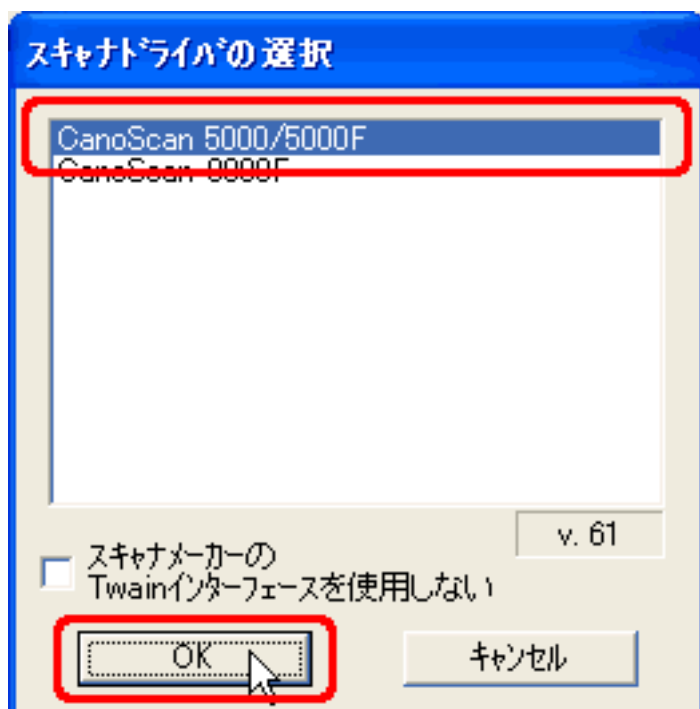 スキャナドライバの選択
CanoScan 5000/5000F
CanoScan
v. 61
スキャナメーカーの
Twainインターフェースを使用しない
OK
キャンセル